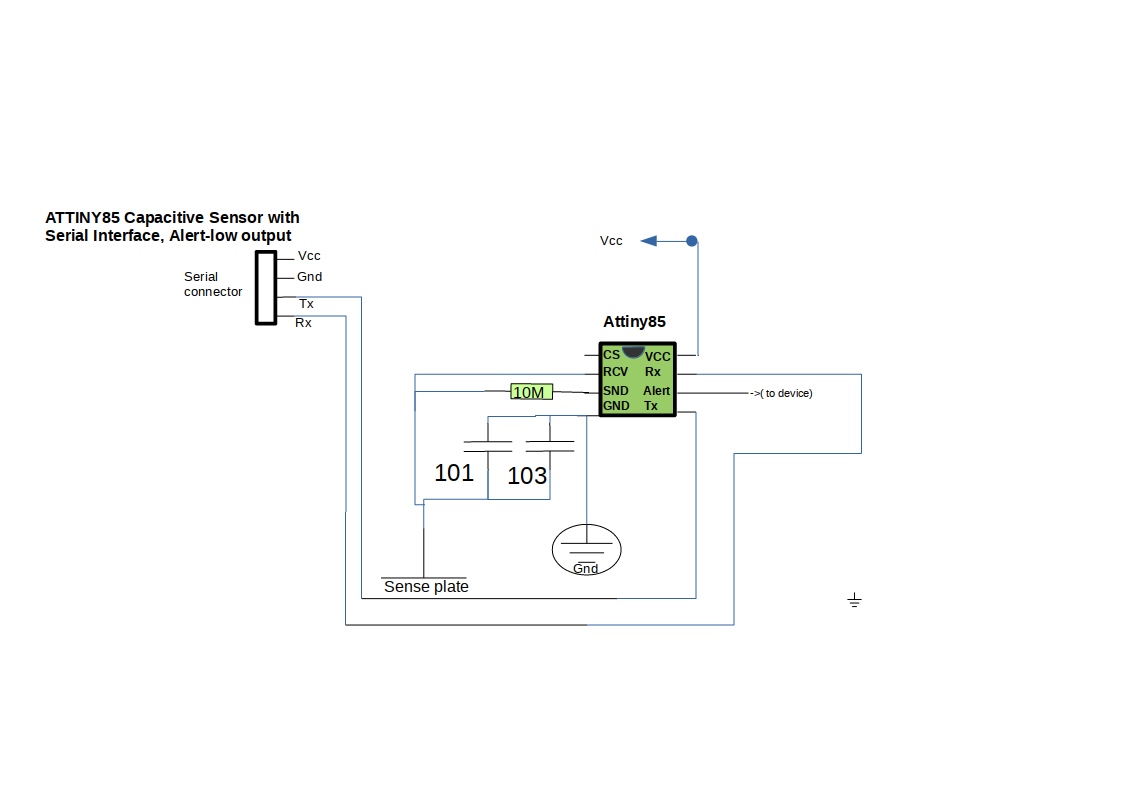 ATTINY85 Capacitive Sensor with
Serial Interface, Alert-low output
Vcc
Serial
connector
Gnd
Tx
Rx
Vcc
Attiny85
CS VCC
RCV Rx
10M
SND Alert
->( to device)
GND Tx
101
103
Gnd
Sense plate